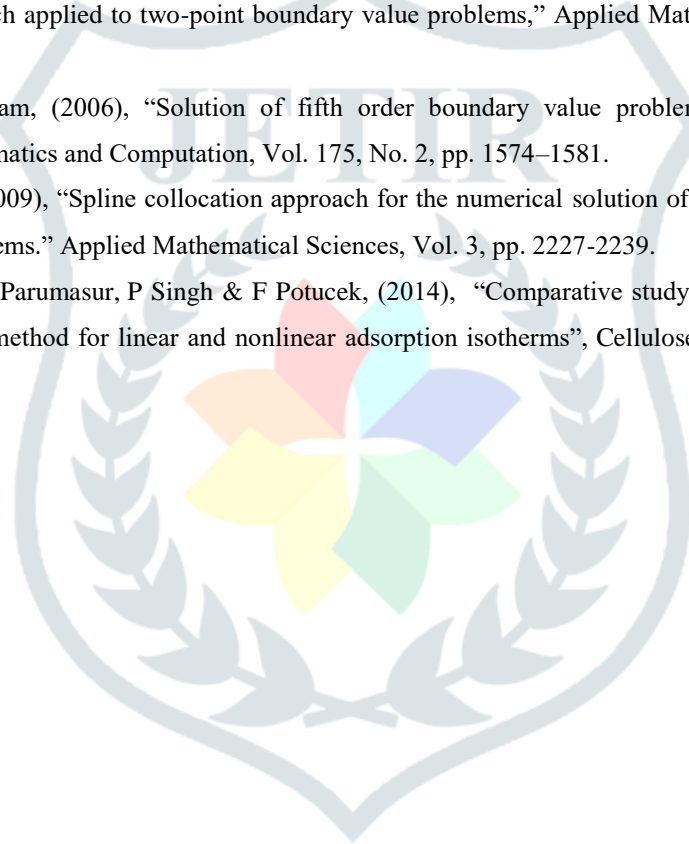 ch applied to two-point boundary value problems,” Applied Mat
JETIR
am, (2006), “Solution of fifth order boundary value probler
natics and Computation, Vol. 175, No. 2, pp. 1574–1581.
009), “Spline collocation approach for the numerical solution of
ems.” Applied Mathematical Sciences, Vol. 3, pp. 2227-2239.
Parumasur, P Singh & F Potucek, (2014), “Comparative study
method for linear and nonlinear adsorption isotherms”, Cellulose